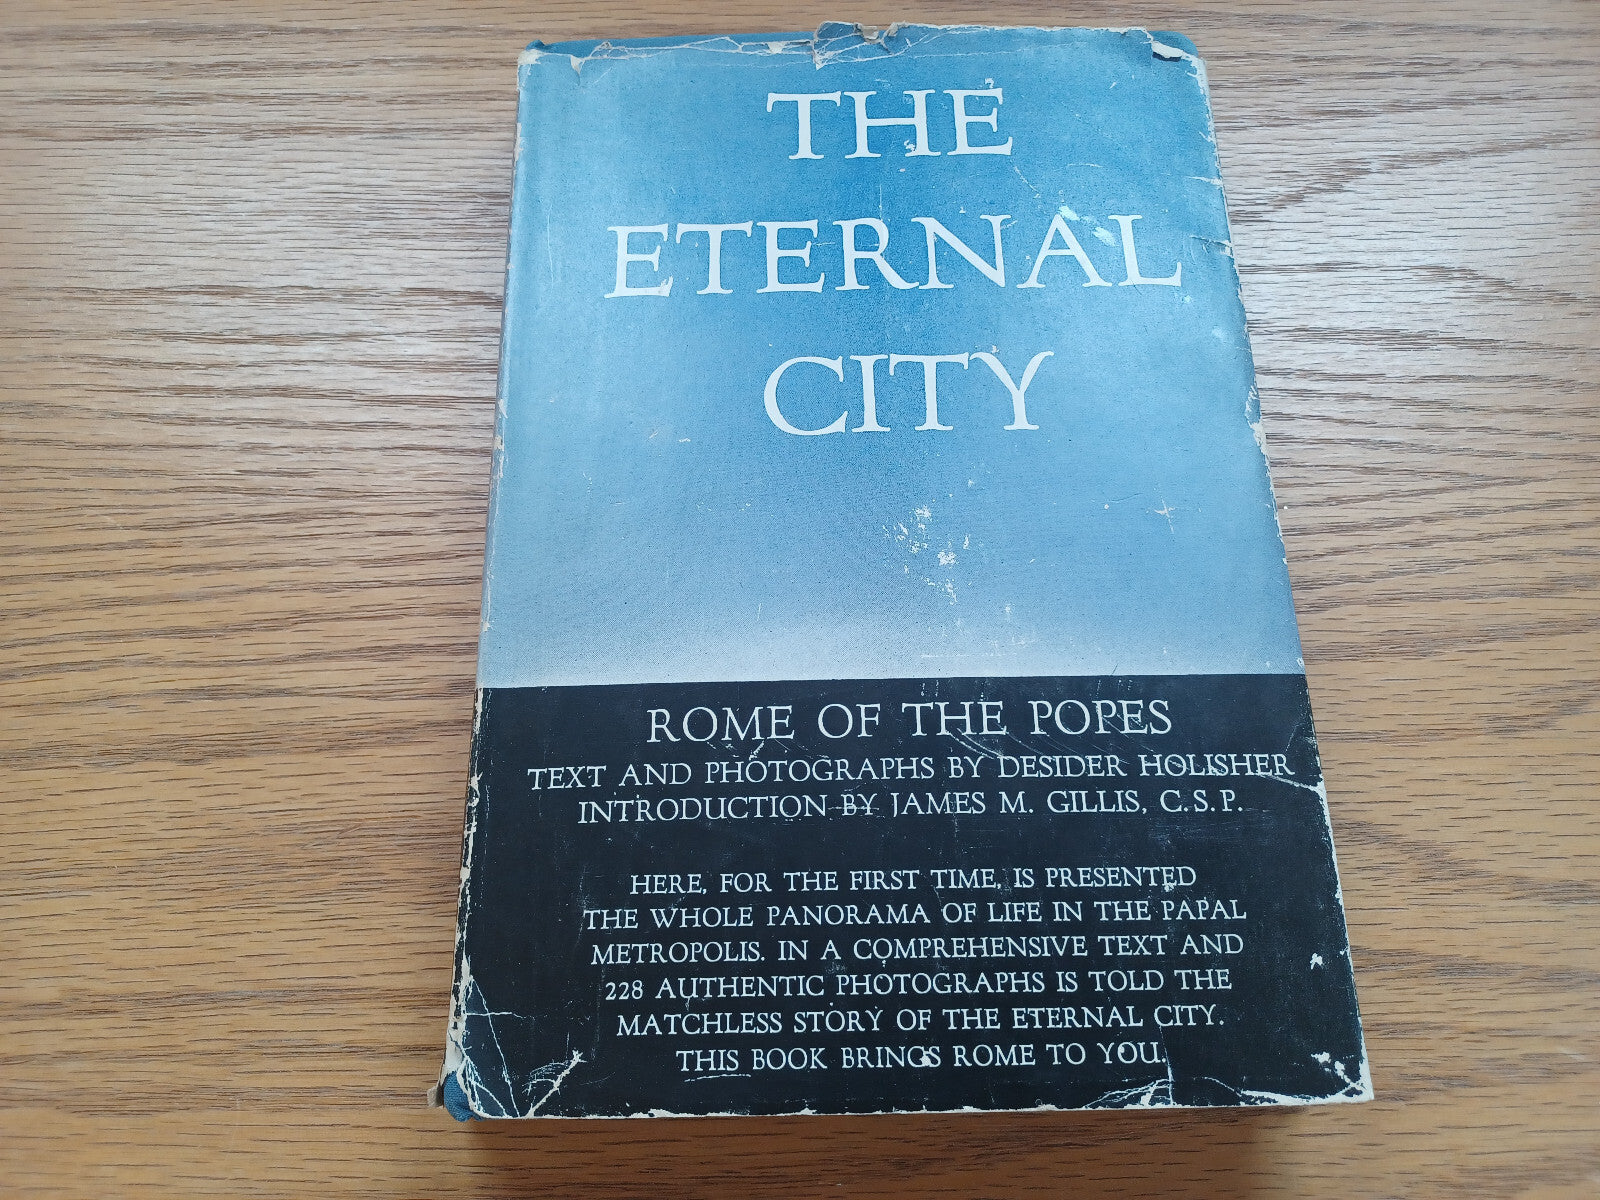 THE
ETERNAL
CITY
ROME OF THE POPES
TEXT AND PHOTOGRAPHS BY DESIDER HOLISHER
INTRODUCTION BY JAMES M. GILLIS, C.S.P.
HERE, FOR THE FIRST TIME, IS PRESENTED
THE WHOLE PANORAMA OF LIFE IN THE PAPAL
METROPOLIS. IN A COMPREHENSIVE TEXT AND
228 AUTHENTIC PHOTOGRAPHS IS TOLD THE
MATCHLESS STORY OF THE ETERNAL CITY.
THIS BOOK BRINGS ROME TO YOU.